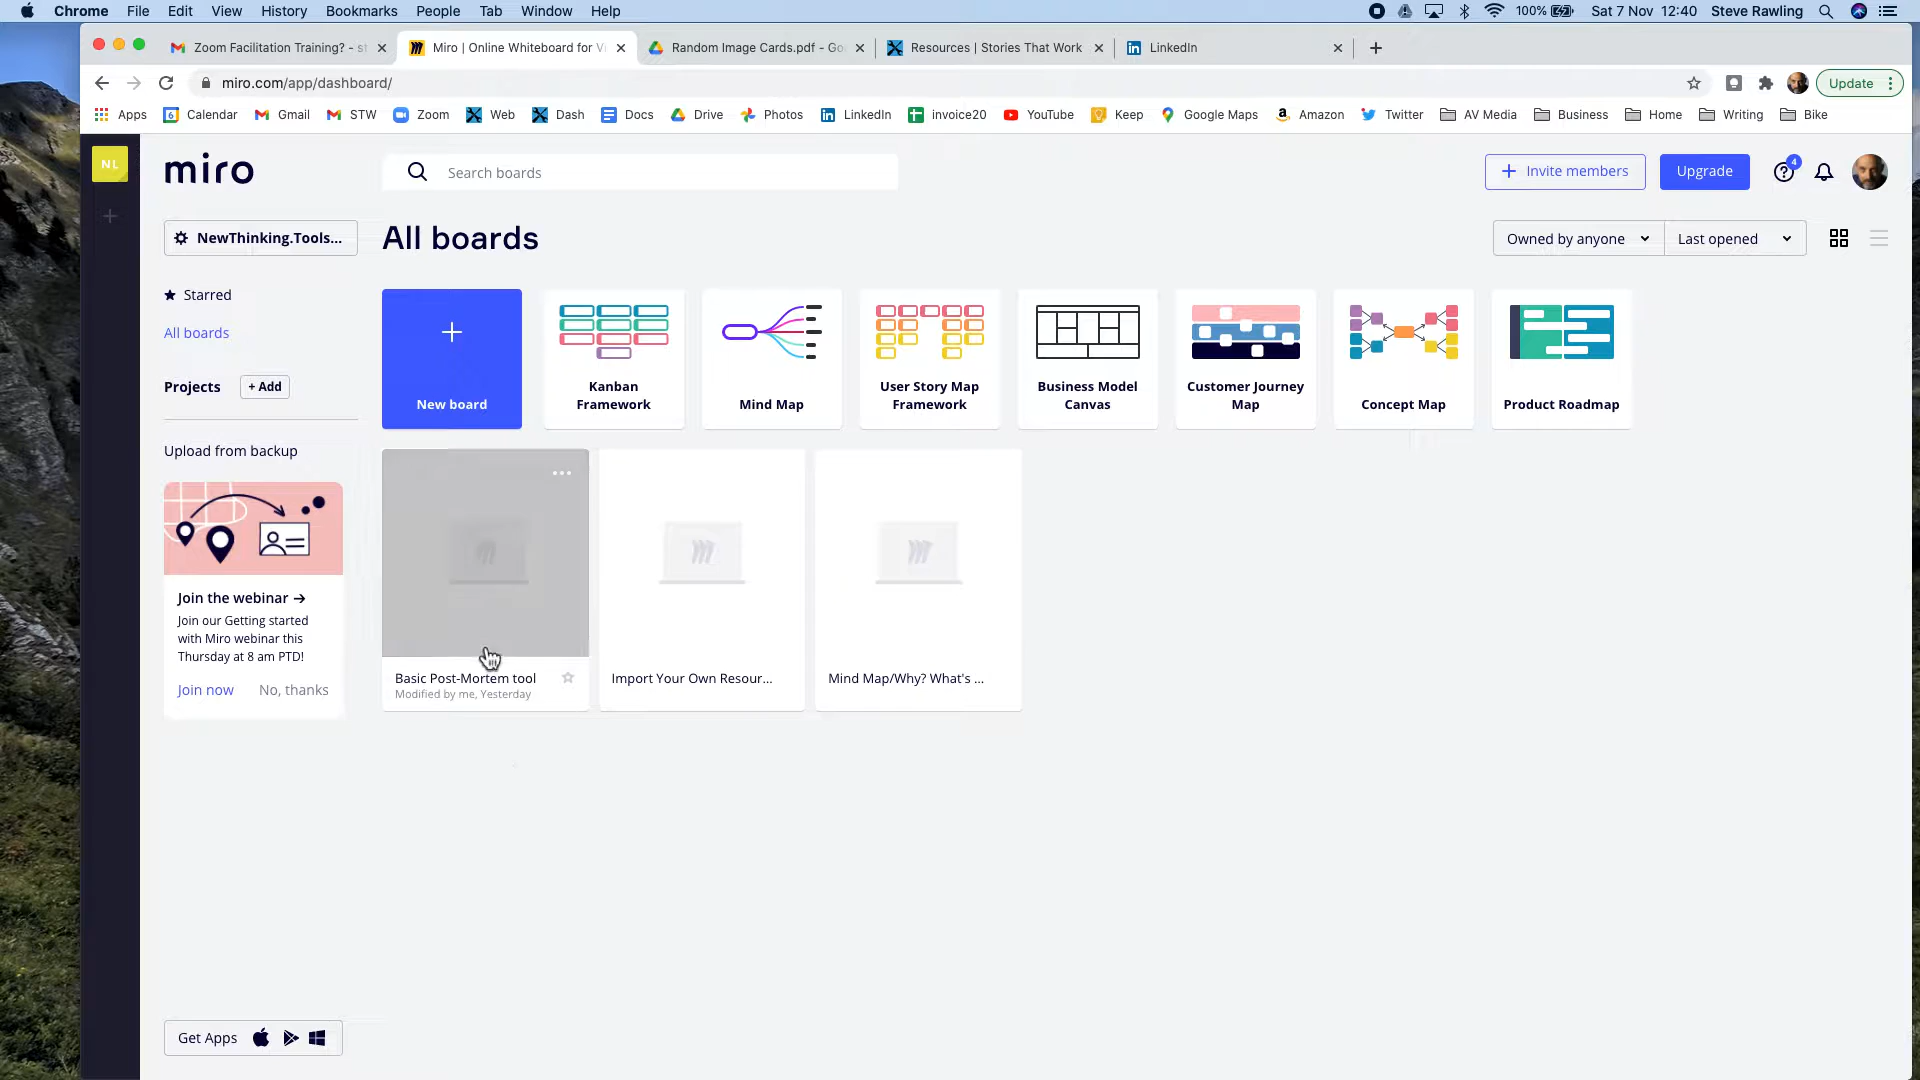 Chrome File Edit View History Bookmarks People Tab Window Help
100% Sat 7 Nov 12:40 Steve Rawling
Zoom Facilitation Training? - st
Miro | Online Whiteboard for Vi
Random Image Cards.pdf - Goo
Resources | Stories That Work
LinkedIn
miro.com/app/dashboard/
Update
Apps Calendar Gmail STW Zoom Web Dash Docs Drive Photos LinkedIn invoice20 YouTube Keep Google Maps Amazon Twitter AV Media Business Home Writing Bike
NL
miro
Search boards
Invite members
Upgrade
4
NewThinking.Tools...
All boards
Owned by anyone
Last opened
Starred
All boards
Projects
+ Add
Upload from backup
Join the webinar →
Join our Getting started
with Miro webinar this
Thursday at 8 am PTD!
Join now No, thanks
New board
Kanban
Framework
Mind Map
User Story Map
Framework
Business Model
Canvas
Customer Journey
Map
Concept Map
Product Roadmap
Basic Post-Mortem tool
Modified by me, Yesterday
Import Your Own Resour...
Mind Map/Why? What's ...
Get Apps